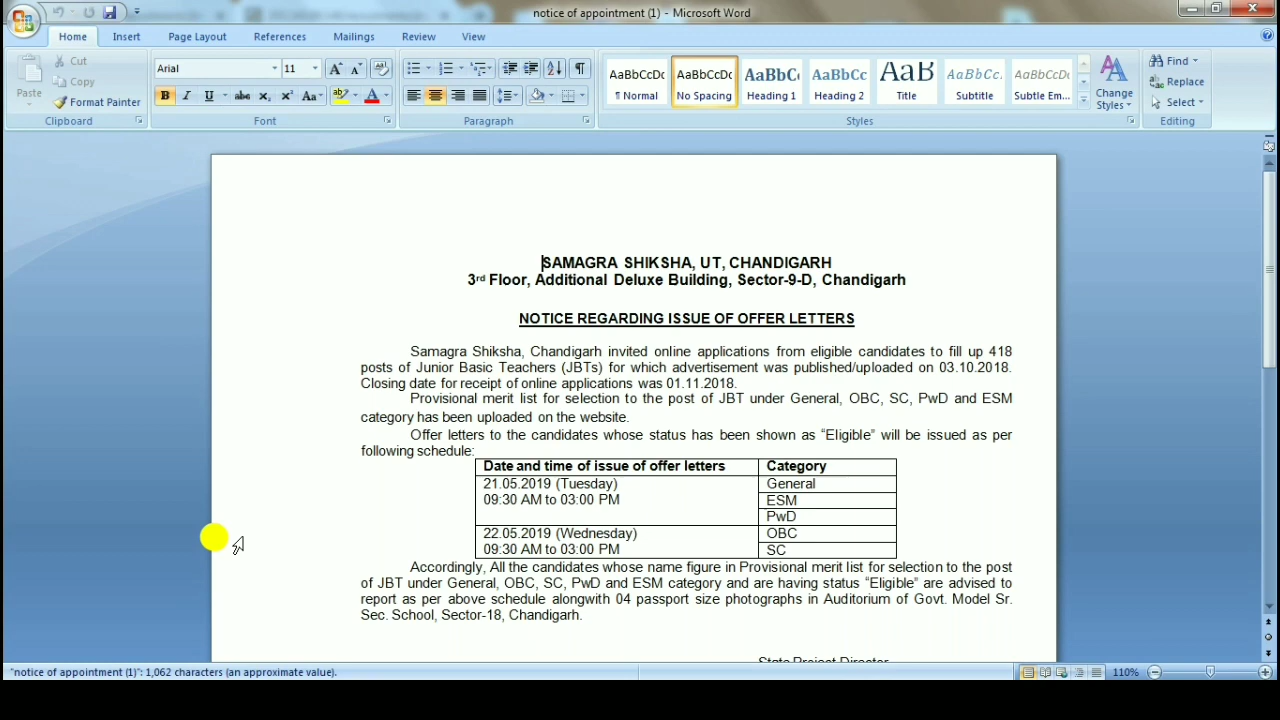 notice of appointment (1) - Microsoft Word
Home Insert Page Layout References Mailings Review View
Paste
Cut
Copy
Format Painter
Clipboard
Arial 11
B I U abc x₂ x² Aa
Font
Paragraph
AaBbCcDc AaBbCcDc AaBbC AaBbCc AaB AaBbCc. AaBbCcDc
¶ Normal No Spacing Heading 1 Heading 2 Title Subtitle Subtle Em...
Change Styles
Styles
Find
Replace
Select
Editing
SAMAGRA SHIKSHA, UT, CHANDIGARH
3rd Floor, Additional Deluxe Building, Sector-9-D, Chandigarh
NOTICE REGARDING ISSUE OF OFFER LETTERS
Samagra Shiksha, Chandigarh invited online applications from eligible candidates to fill up 418
posts of Junior Basic Teachers (JBTs) for which advertisement was published/uploaded on 03.10.2018.
Closing date for receipt of online applications was 01.11.2018.
Provisional merit list for selection to the post of JBT under General, OBC, SC, PwD and ESM
category has been uploaded on the website.
Offer letters to the candidates whose status has been shown as “Eligible” will be issued as per
following schedule:
Date and time of issue of offer letters Category
21.05.2019 (Tuesday) General
09:30 AM to 03:00 PM ESM
PwD
22.05.2019 (Wednesday) OBC
09:30 AM to 03:00 PM SC
Accordingly, All the candidates whose name figure in Provisional merit list for selection to the post
of JBT under General, OBC, SC, PwD and ESM category and are having status “Eligible” are advised to
report as per above schedule alongwith 04 passport size photographs in Auditorium of Govt. Model Sr.
Sec. School, Sector-18, Chandigarh.
State Project Director
"notice of appointment (1)": 1,062 characters (an approximate value).
110%